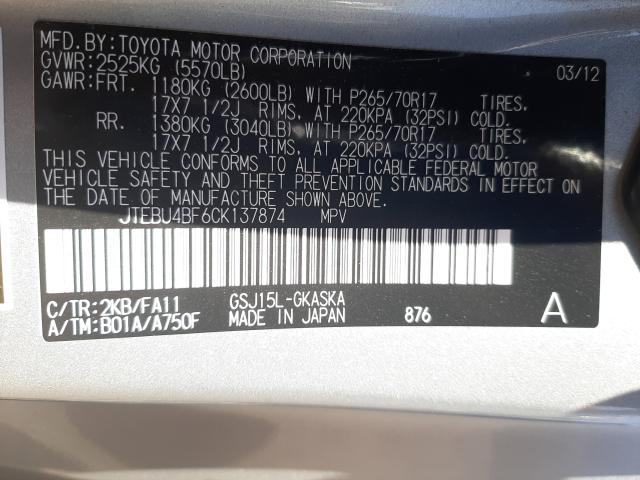 MFD.BY:TOYOTA MOTOR CORPORATION 03/12
GVWR:2525KG (5570LB)
GAWR:FRT. 1180KG (2600LB) WITH P265/70R17 TIRES,
17X7 1/2J RIMS, AT 220KPA (32PSI) COLD.
RR. 1380KG (3040LB) WITH P265/70R17 TIRES,
17X7 1/2J RIMS, AT 220KPA (32PSI) COLD.
THIS VEHICLE CONFORMS TO ALL APPLICABLE FEDERAL MOTOR
VEHICLE SAFETY AND THEFT PREVENTION STANDARDS IN EFFECT ON
THE DATE OF MANUFACTURE SHOWN ABOVE.
JTEBU4BF6CK137874 MPV
C/TR:2KB/FA11 GSJ15L-GKASKA
A/TM:B01A/A750F MADE IN JAPAN 876 A